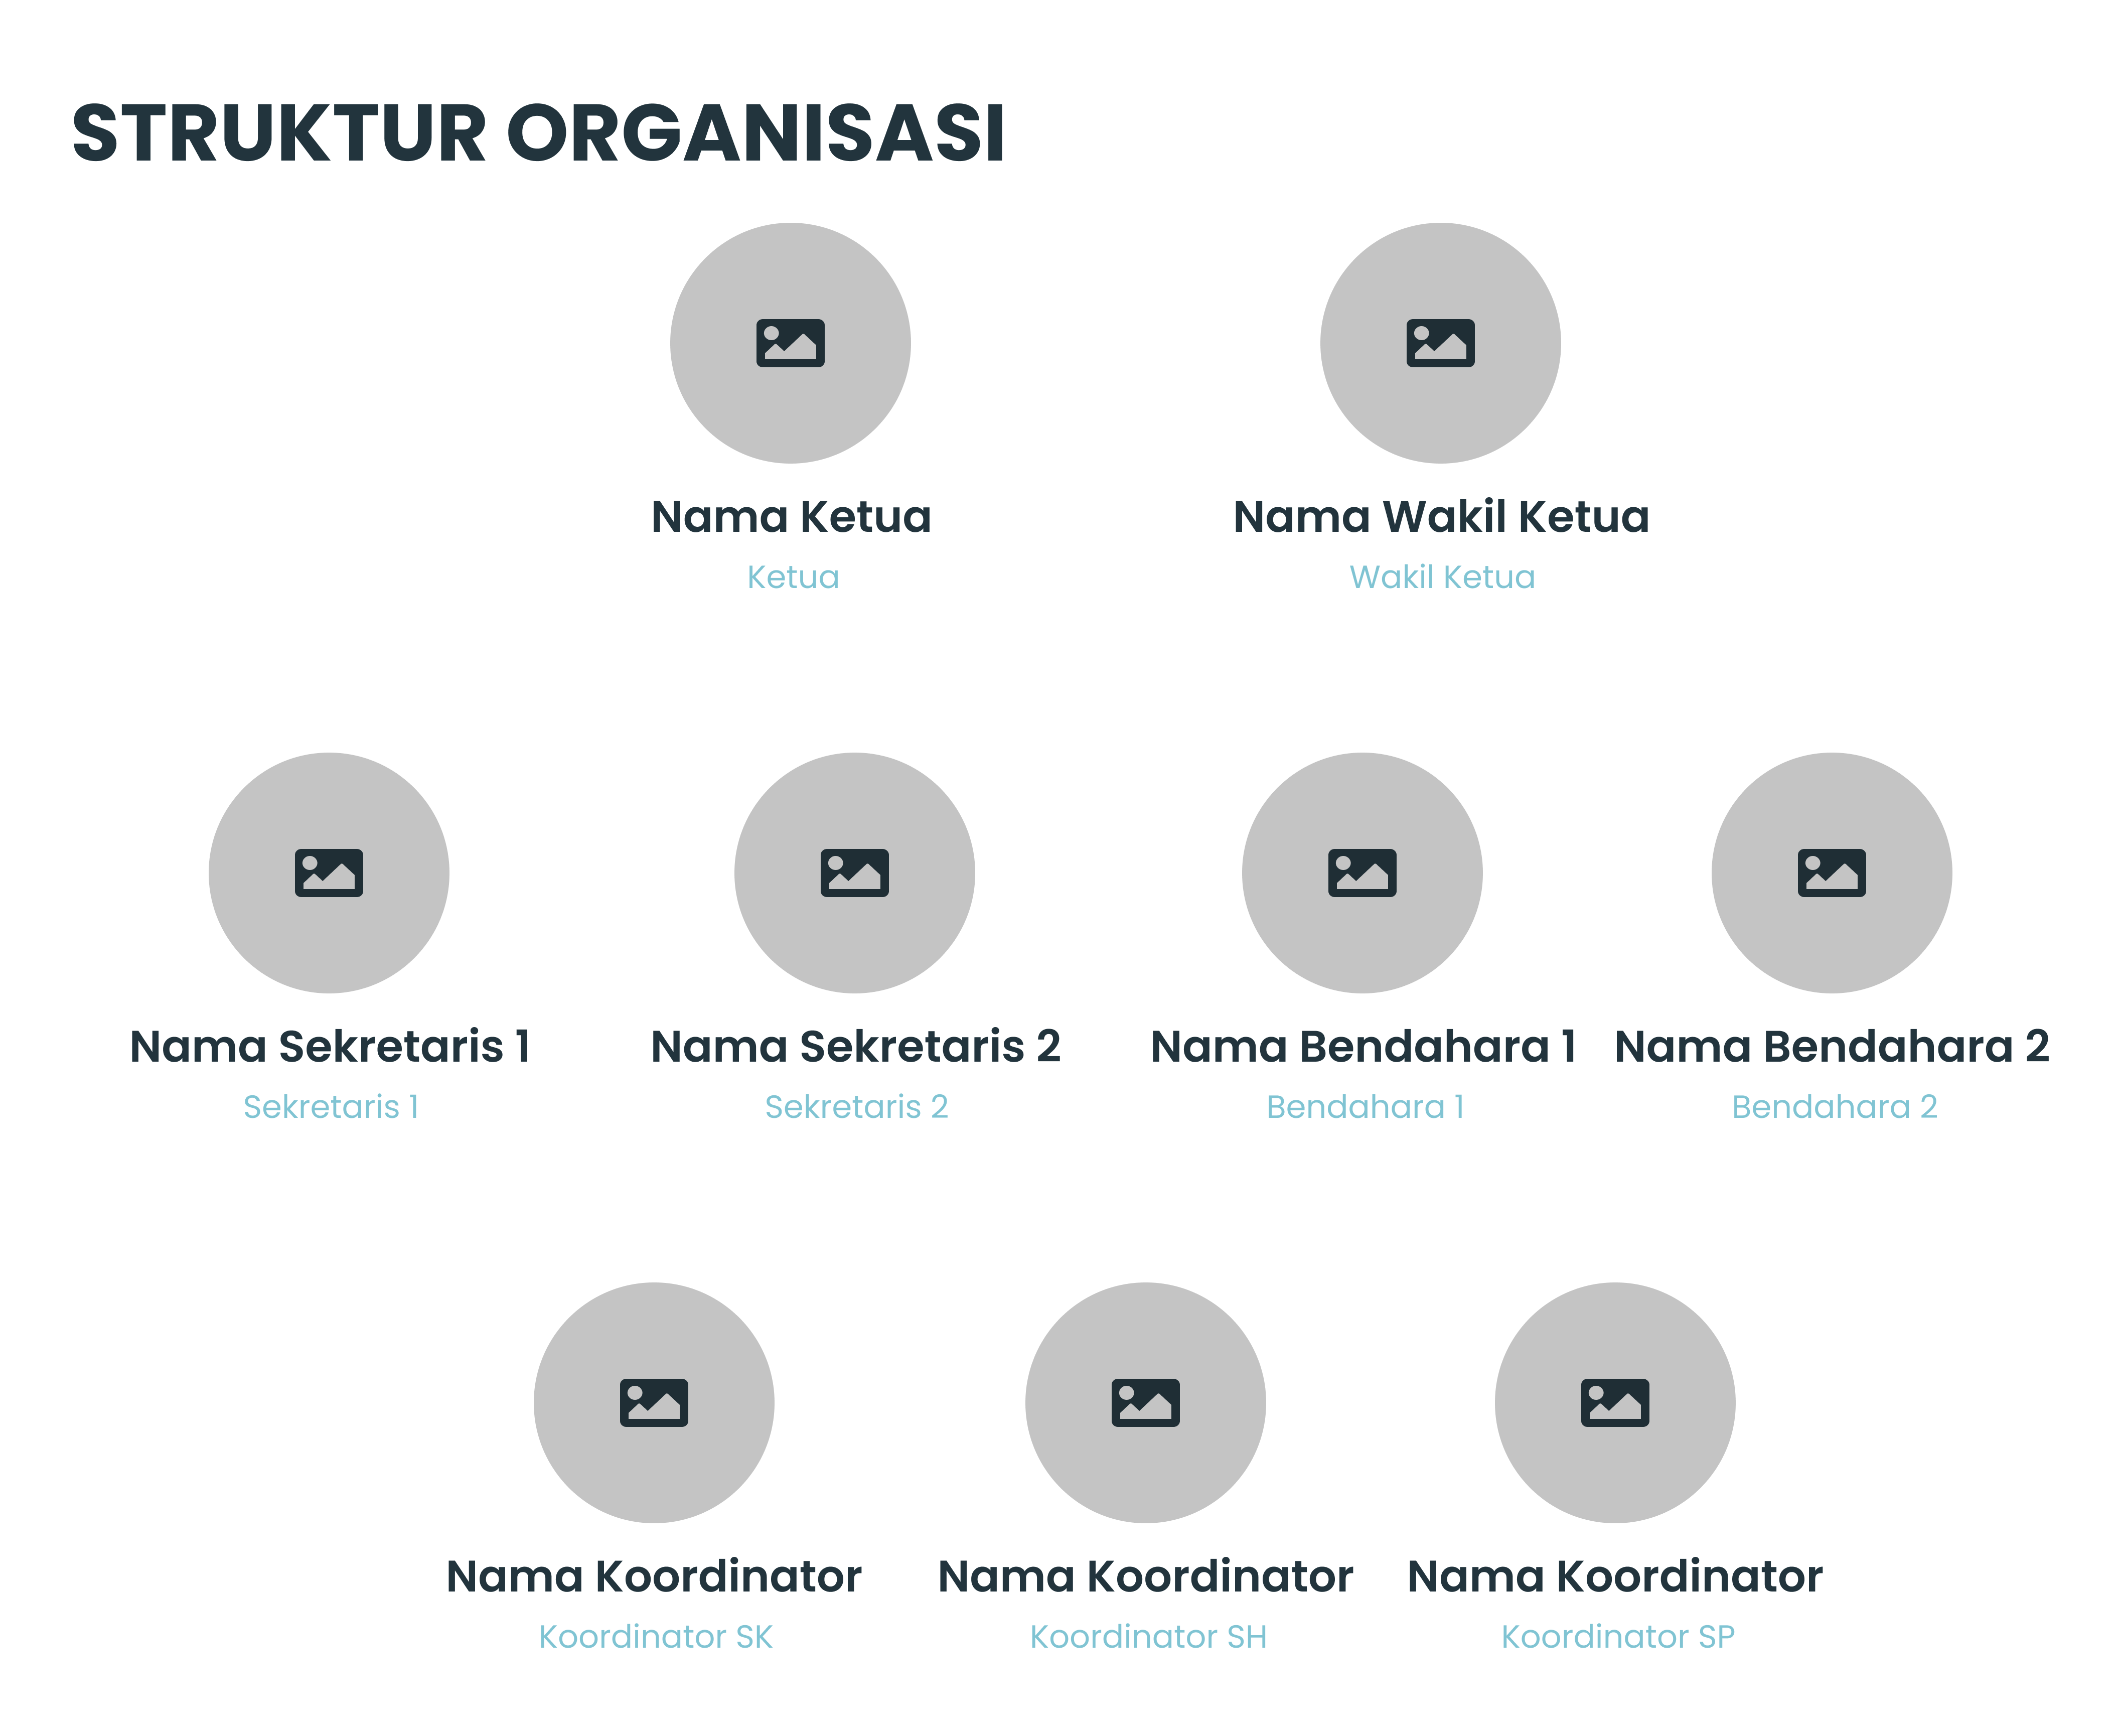 STRUKTUR ORGANISASI
Nama Ketua
Ketua
Nama Wakil Ketua
Wakil Ketua
Nama Sekretaris 1
Sekretaris 1
Nama Sekretaris 2
Sekretaris 2
Nama Bendahara 1
Bendahara 1
Nama Bendahara 2
Bendahara 2
Nama Koordinator
Koordinator SK
Nama Koordinator
Koordinator SH
Nama Koordinator
Koordinator SP